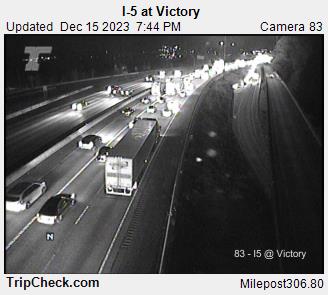 I-5 at Victory
Updated Dec 15 2023 7:44 PM Camera 83
T
N
83 - I5 @ Victory
TripCheck.com Milepost306.80